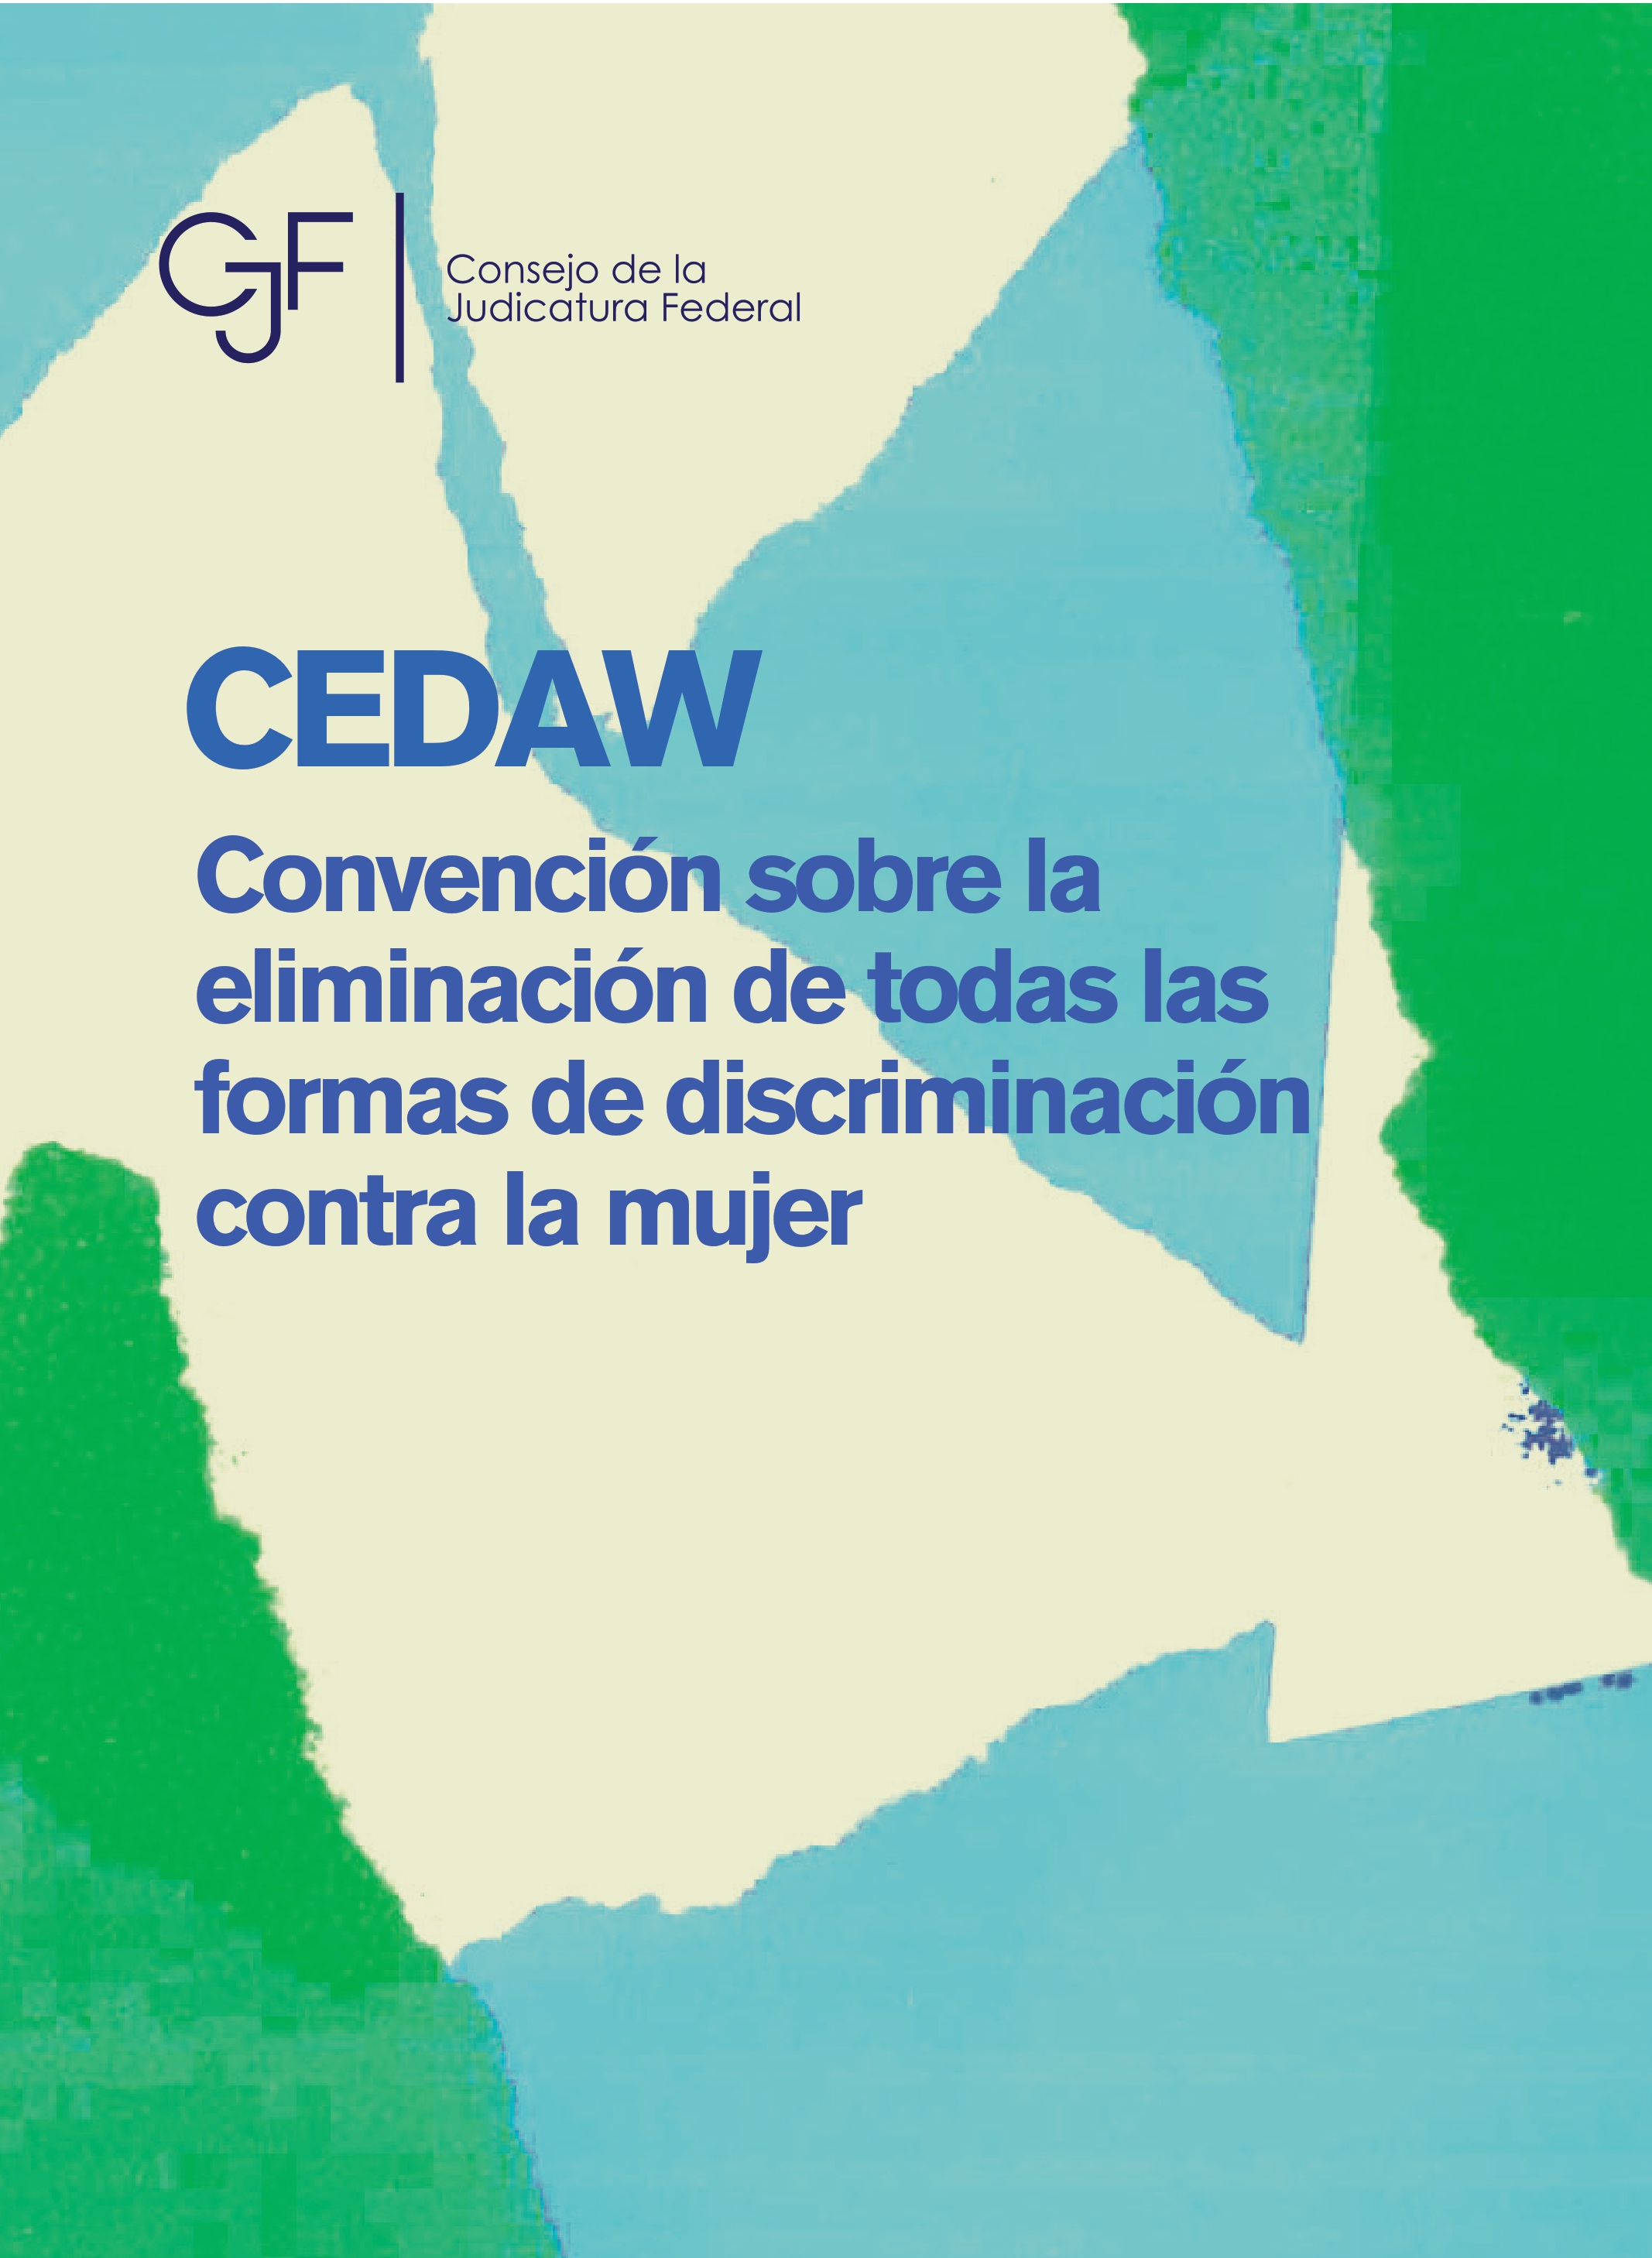 CJF
Consejo de la
Judicatura Federal
CEDAW
Convención sobre la
eliminación de todas las
formas de discriminación
contra la mujer